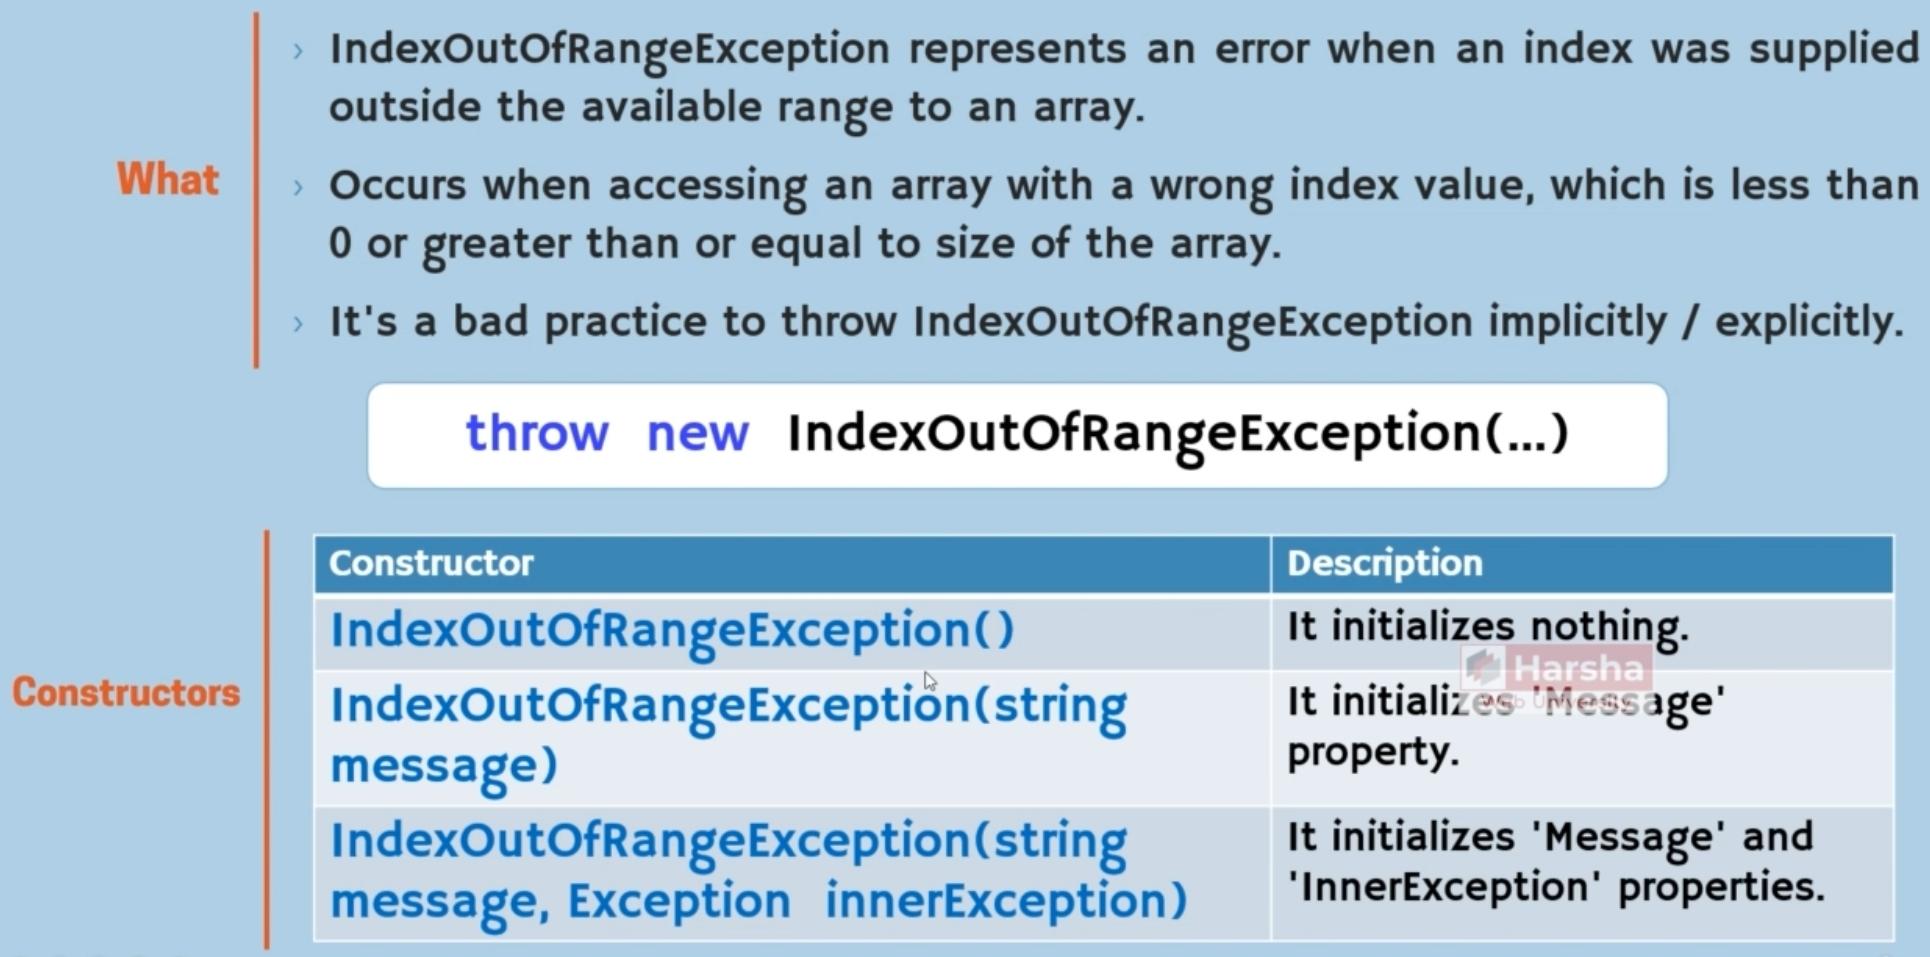 What
› IndexOutOfRangeException represents an error when an index was supplied
outside the available range to an array.
› Occurs when accessing an array with a wrong index value, which is less than
0 or greater than or equal to size of the array.
› It's a bad practice to throw IndexOutOfRangeException implicitly / explicitly.
throw new IndexOutOfRangeException(...)
Constructors
Constructor Description
IndexOutOfRangeException() It initializes nothing.
Harsha
Web University
IndexOutOfRangeException(string It initializes 'Message'
message) property.
IndexOutOfRangeException(string It initializes 'Message' and
message, Exception innerException) 'InnerException' properties.